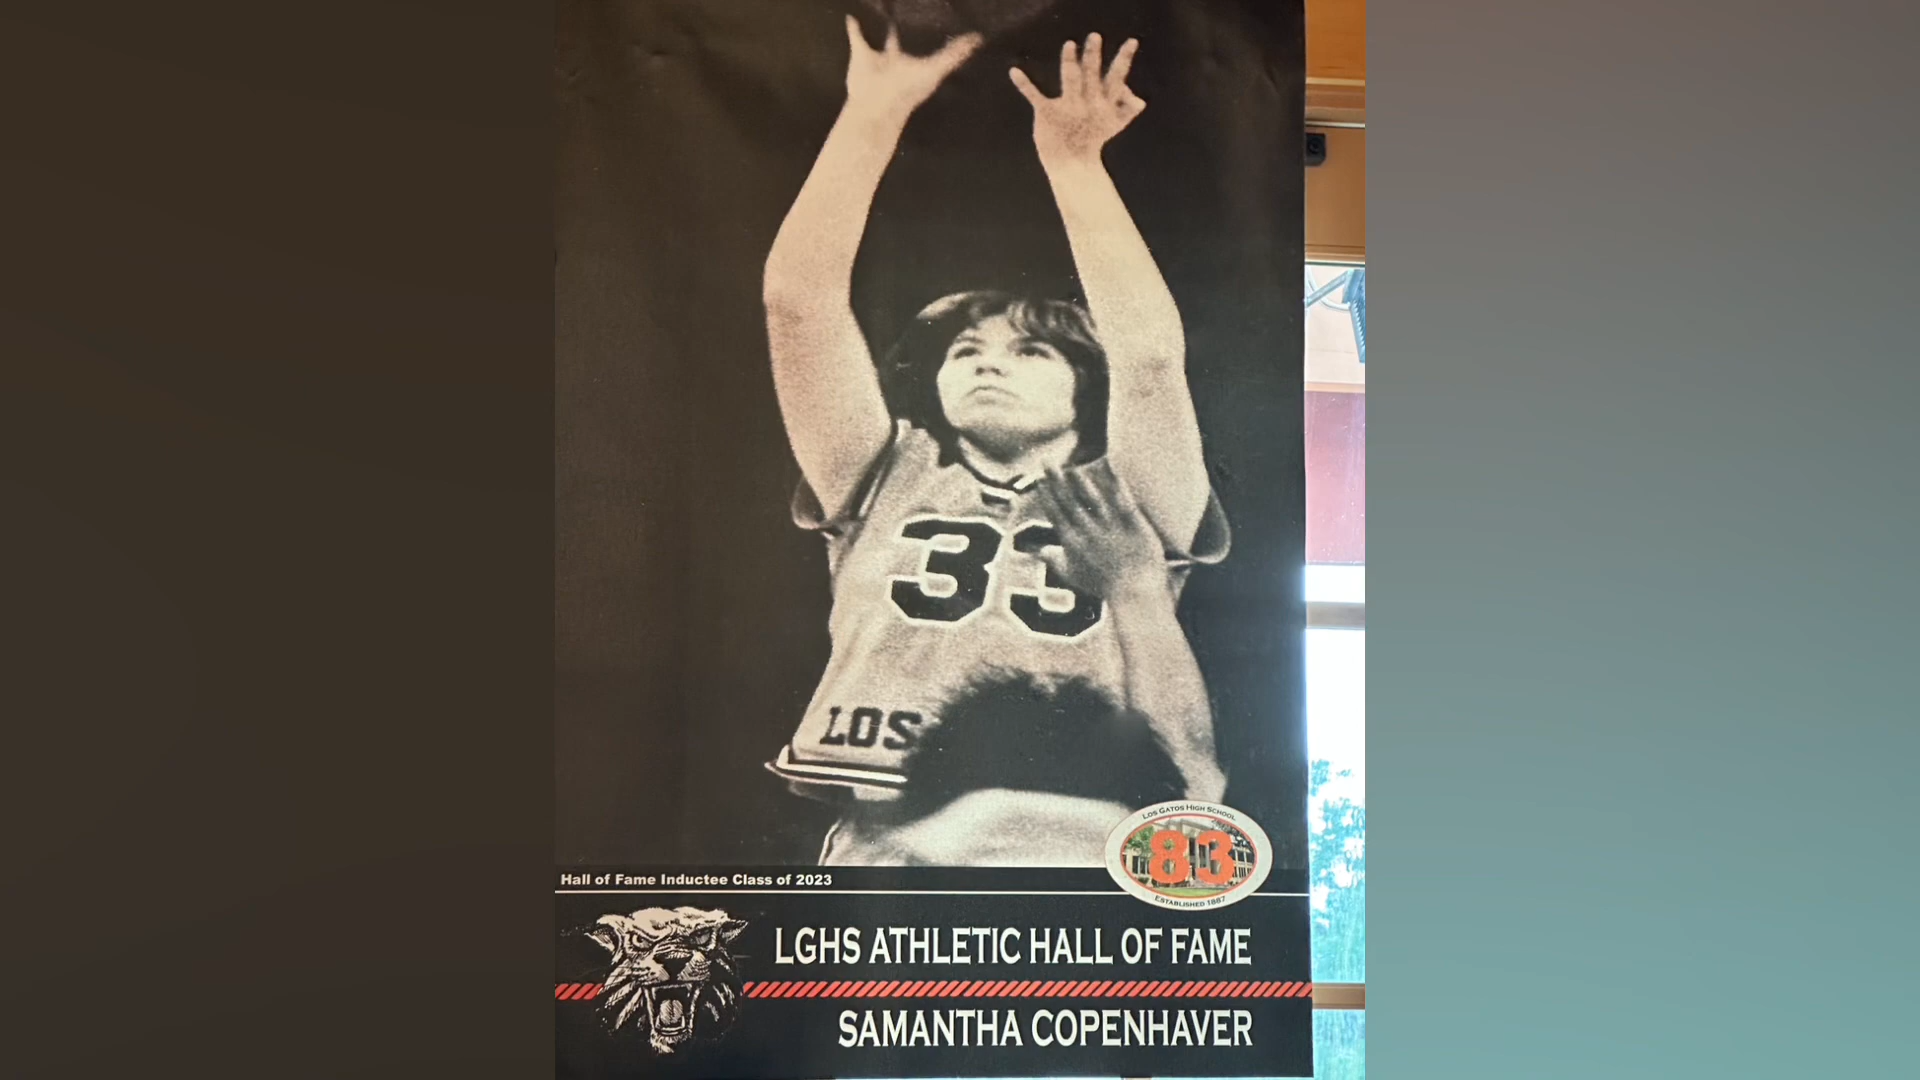 33
LOS
LOS GATOS HIGH SCHOOL
83
ESTABLISHED 1887
Hall of Fame Inductee Class of 2023
LGHS ATHLETIC HALL OF FAME
SAMANTHA COPENHAVER